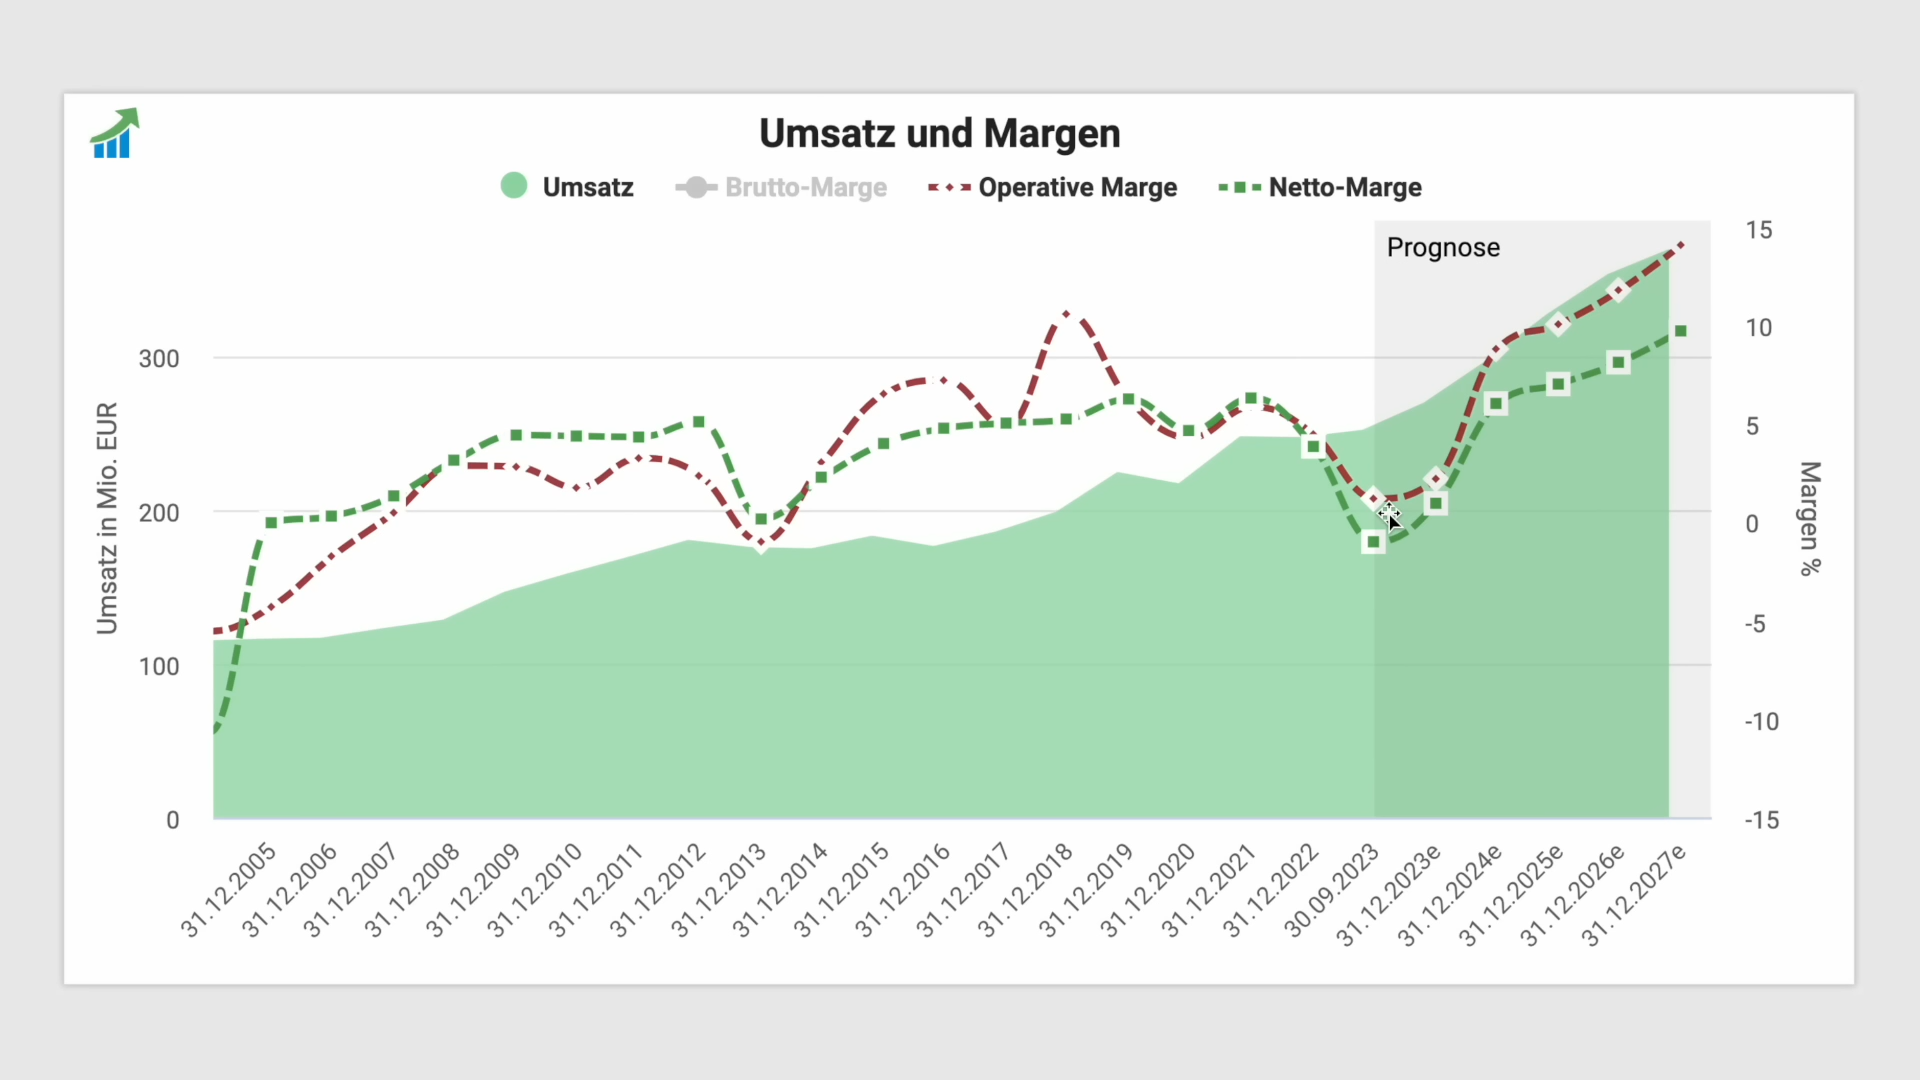 Umsatz und Margen
Umsatz
Brutto-Marge
Operative Marge
Netto-Marge
Prognose
Umsatz in Mio. EUR
300
200
100
0
15
10
5
0
-5
-10
-15
Margen %
31.12.2005
31.12.2006
31.12.2007
31.12.2008
31.12.2009
31.12.2010
31.12.2011
31.12.2012
31.12.2013
31.12.2014
31.12.2015
31.12.2016
31.12.2017
31.12.2018
31.12.2019
31.12.2020
31.12.2021
31.12.2022
30.09.2023
31.12.2023e
31.12.2024e
31.12.2025e
31.12.2026e
31.12.2027e